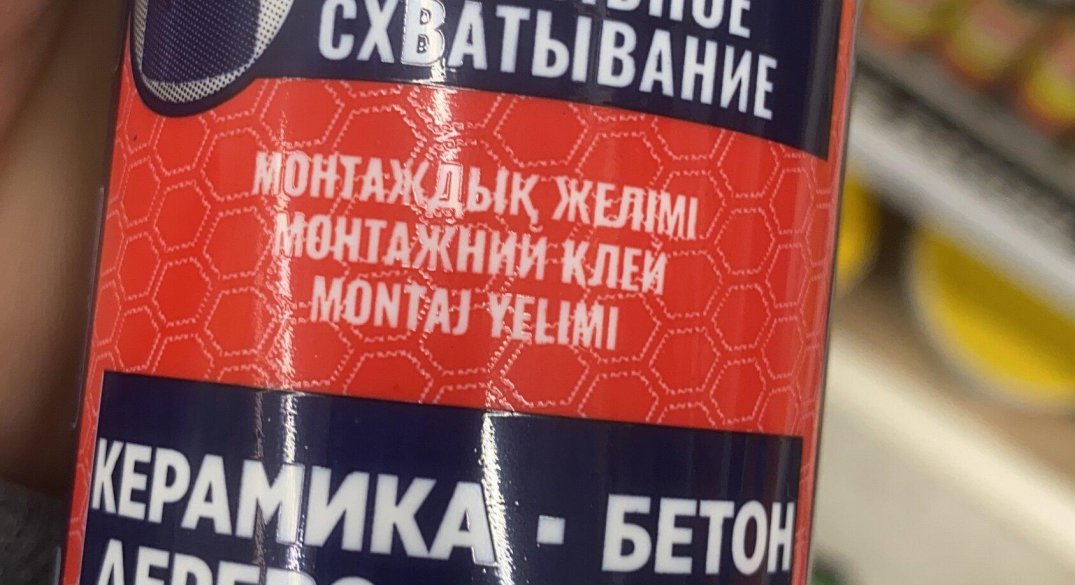 СХВАТЫВАНИЕ
МОНТАЖДЫҚ ЖЕЛІМІ
МОНТАЖНИЙ КЛЕЙ
MONTAJ YELIMI
КЕРАМИКА · БЕТОН